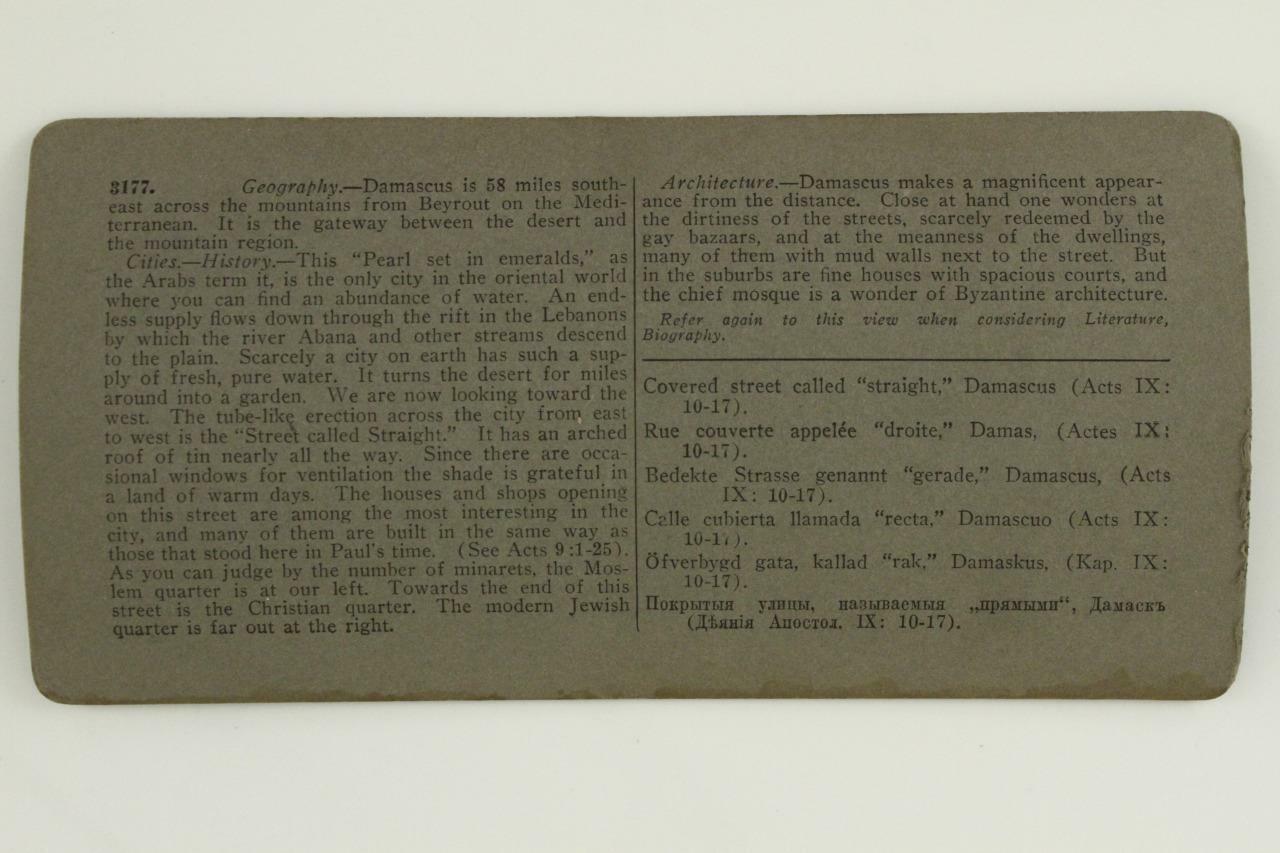 3177. Geography.—Damascus is 58 miles south-
east across the mountains from Beyrout on the Medi-
terranean. It is the gateway between the desert and
the mountain region.
Cities.—History.—This “Pearl set in emeralds,” as
the Arabs term it, is the only city in the oriental world
where you can find an abundance of water. An end-
less supply flows down through the rift in the Lebanons
by which the river Abana and other streams descend
to the plain. Scarcely a city on earth has such a sup-
ply of fresh, pure water. It turns the desert for miles
around into a garden. We are now looking toward the
west. The tube-like erection across the city from east
to west is the “Street called Straight.” It has an arched
roof of tin nearly all the way. Since there are occa-
sional windows for ventilation the shade is grateful in
a land of warm days. The houses and shops opening
on this street are among the most interesting in the
city, and many of them are built in the same way as
those that stood here in Paul's time. (See Acts 9:1-25).
As you can judge by the number of minarets, the Mos-
lem quarter is at our left. Towards the end of this
street is the Christian quarter. The modern Jewish
quarter is far out at the right.
Architecture.—Damascus makes a magnificent appear-
ance from the distance. Close at hand one wonders at
the dirtiness of the streets, scarcely redeemed by the
gay bazaars, and at the meanness of the dwellings,
many of them with mud walls next to the street. But
in the suburbs are fine houses with spacious courts, and
the chief mosque is a wonder of Byzantine architecture.
Refer again to this view when considering Literature,
Biography.
Covered street called “straight,” Damascus (Acts IX:
10-17).
Rue couverte appelée “droite,” Damas, (Actes IX:
10-17).
Bedekte Strasse genannt “gerade,” Damascus, (Acts
IX: 10-17).
Calle cubierta llamada “recta,” Damascuo (Acts IX:
10-17).
Öfverbygd gata, kallad “rak,” Damaskus, (Kap. IX:
10-17).
Покрытыя улицы, называемыя „прямыми“, Дамаскъ
(Дѣянія Апостол. IX: 10-17).